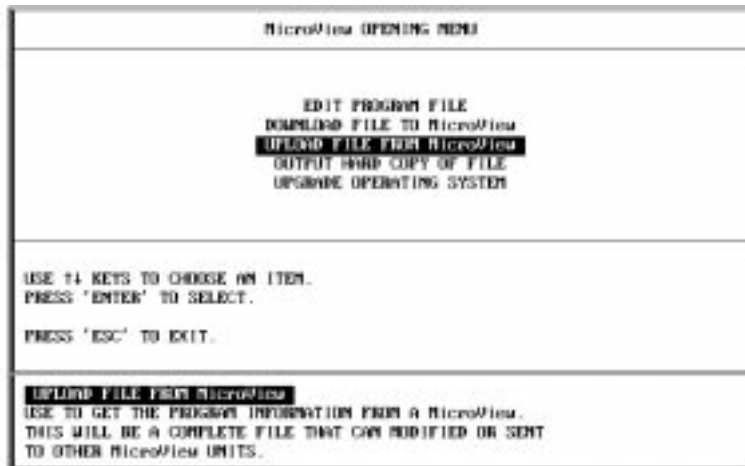 MicroView OPENING MENU
EDIT PROGRAM FILE
DOWNLOAD FILE TO MicroView
UPLOAD FILE FROM MicroView
OUTPUT HARD COPY OF FILE
UPGRADE OPERATING SYSTEM
USE ↑↓ KEYS TO CHOOSE AN ITEM.
PRESS 'ENTER' TO SELECT.
PRESS 'ESC' TO EXIT.
UPLOAD FILE FROM MicroView
USE TO GET THE PROGRAM INFORMATION FROM A MicroView.
THIS WILL BE A COMPLETE FILE THAT CAN MODIFIED OR SENT
TO OTHER MicroView UNITS.